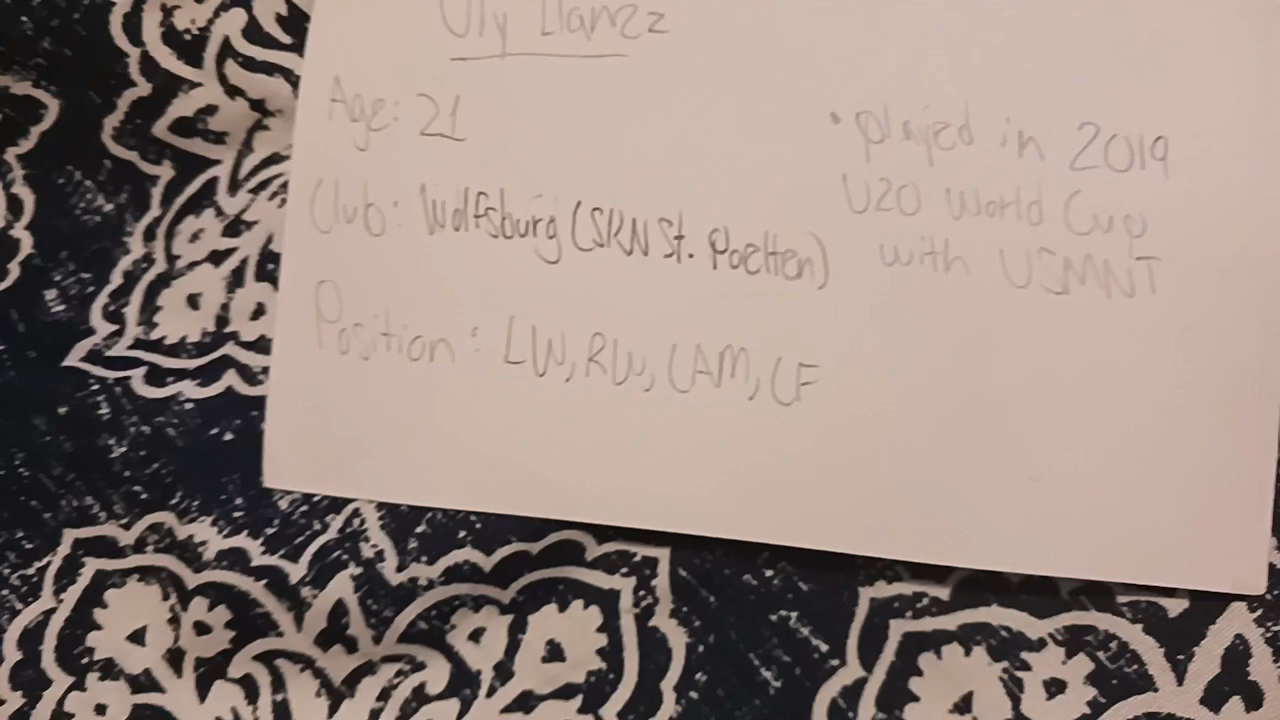 Uly Llanez
Age: 21
Club: Wolfsburg (SKN St. Poelten)
Position: LW, RW, CAM, CF
• played in 2019
U20 World Cup
with USMNT